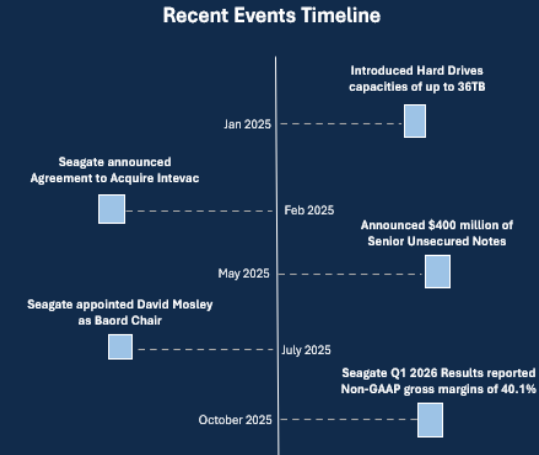 Recent Events Timeline
Introduced Hard Drives
capacities of up to 36TB
Jan 2025
Seagate announced
Agreement to Acquire Intevac
Feb 2025
Announced $400 million of
Senior Unsecured Notes
May 2025
Seagate appointed David Mosley
as Baord Chair
July 2025
Seagate Q1 2026 Results reported
Non-GAAP gross margins of 40.1%
October 2025